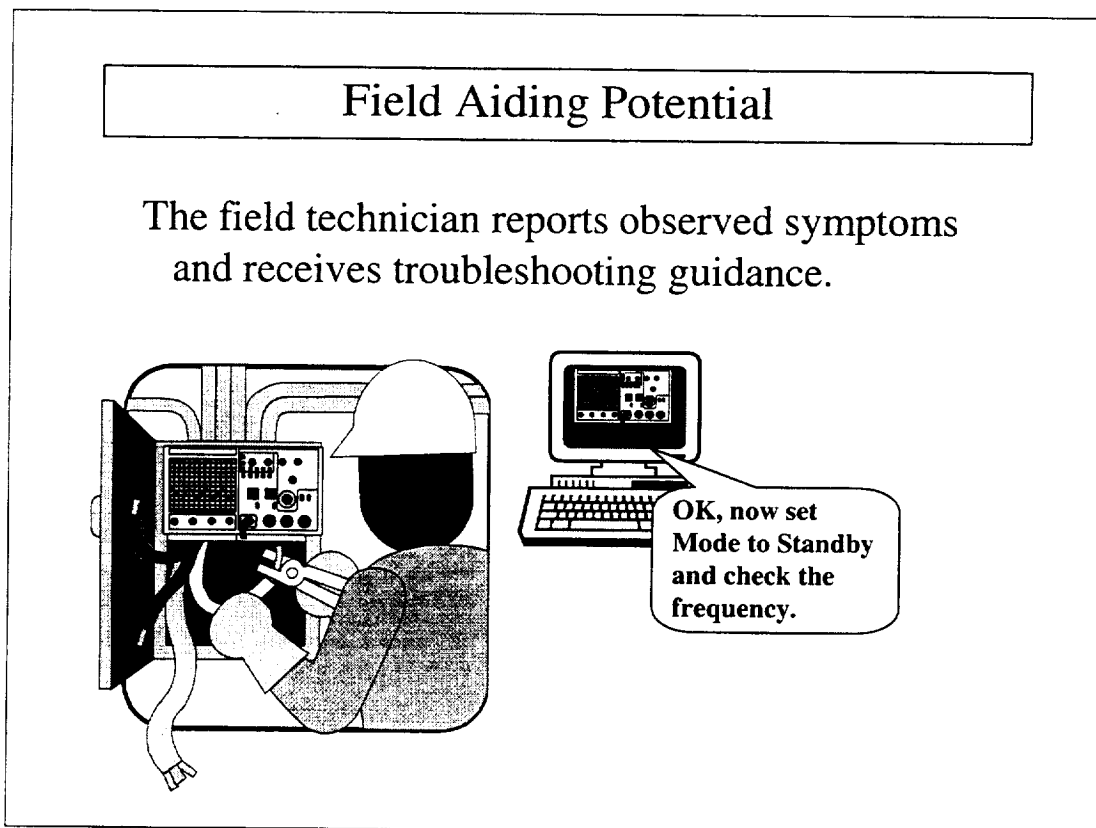 Field Aiding Potential
The field technician reports observed symptoms
and receives troubleshooting guidance.
OK, now set
Mode to Standby
and check the
frequency.